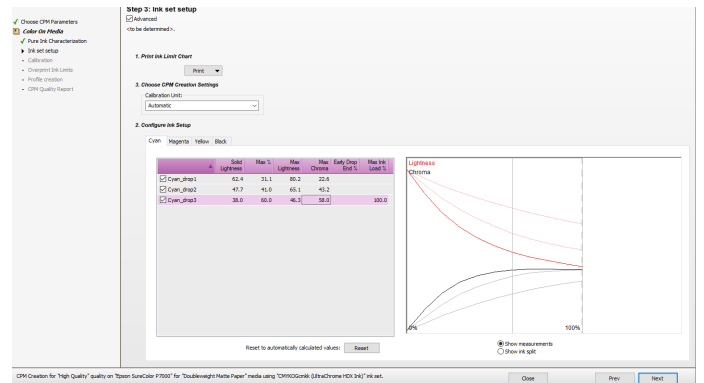 Step 3: Ink set setup
Advanced
<to be determined>.
Choose CPM Parameters
Color On Media
Pure Ink Characterization
Ink set setup
Calibration
Overprint Ink Limits
Profile creation
CPM Quality Report
1. Print Ink Limit Chart
Print
3. Choose CPM Creation Settings
Calibration Limit:
Automatic
2. Configure Ink Setup
Cyan Magenta Yellow Black
Solid Lightness Max % Max Lightness Max Chroma Early Drop End % Max Ink Load %
Cyan_drop1 62.4 31.1 80.2 22.6
Cyan_drop2 47.7 41.0 65.1 43.2
Cyan_drop3 38.0 60.0 46.3 58.0 100.0
Lightness
Chroma
0% 100%
Reset to automatically calculated values: Reset
Show measurements
Show ink split
CPM Creation for "High Quality" quality on "Epson SureColor P7000" for "Doubleweight Matte Paper" media using "CMYKOGcmkk (UltraChrome HDX Ink)" ink set.
Close Prev Next